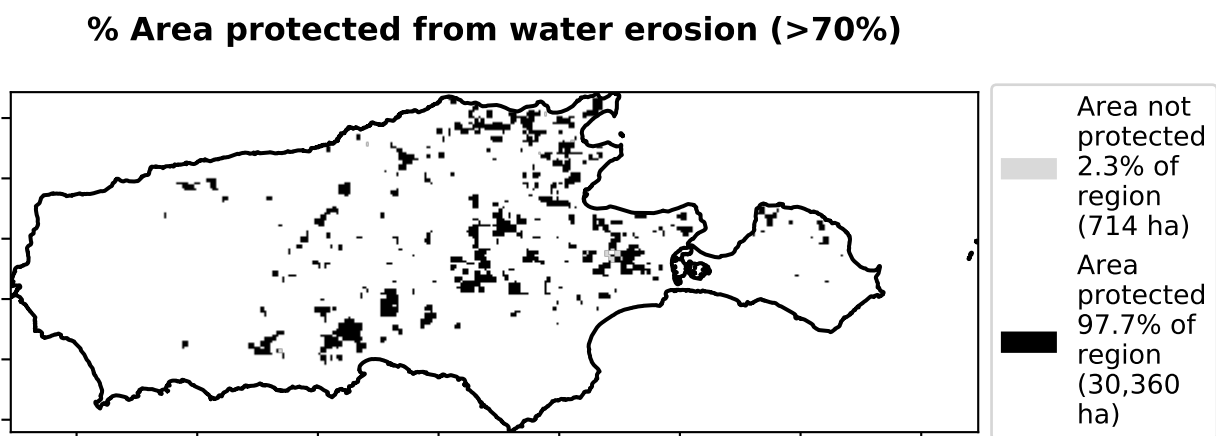 % Area protected from water erosion (>70%)
Area not
protected
2.3% of
region
(714 ha)
Area
protected
97.7% of
region
(30,360
ha)